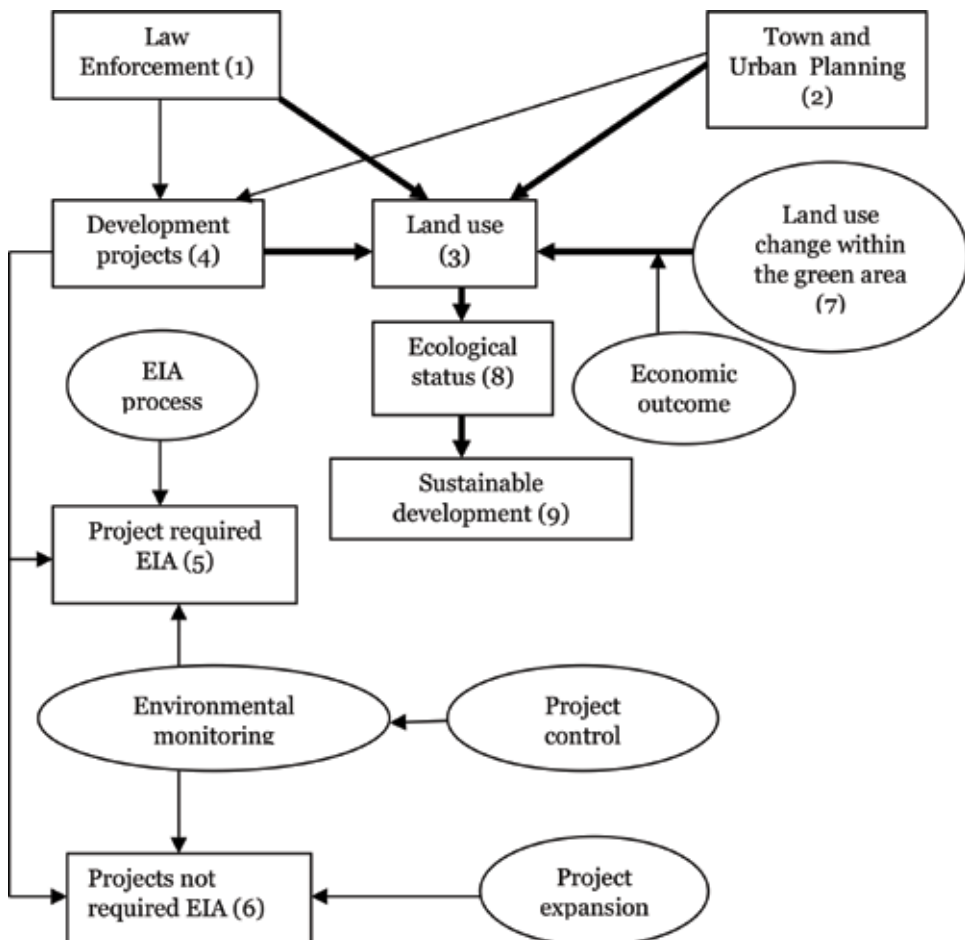 Law
Enforcement (1)
Town and
Urban Planning
(2)
Development
projects (4)
Land use
(3)
Land use
change within
the green area
(7)
EIA
process
Ecological
status (8)
Economic
outcome
Sustainable
development (9)
Project required
EIA (5)
Environmental
monitoring
Project
control
Projects not
required EIA (6)
Project
expansion